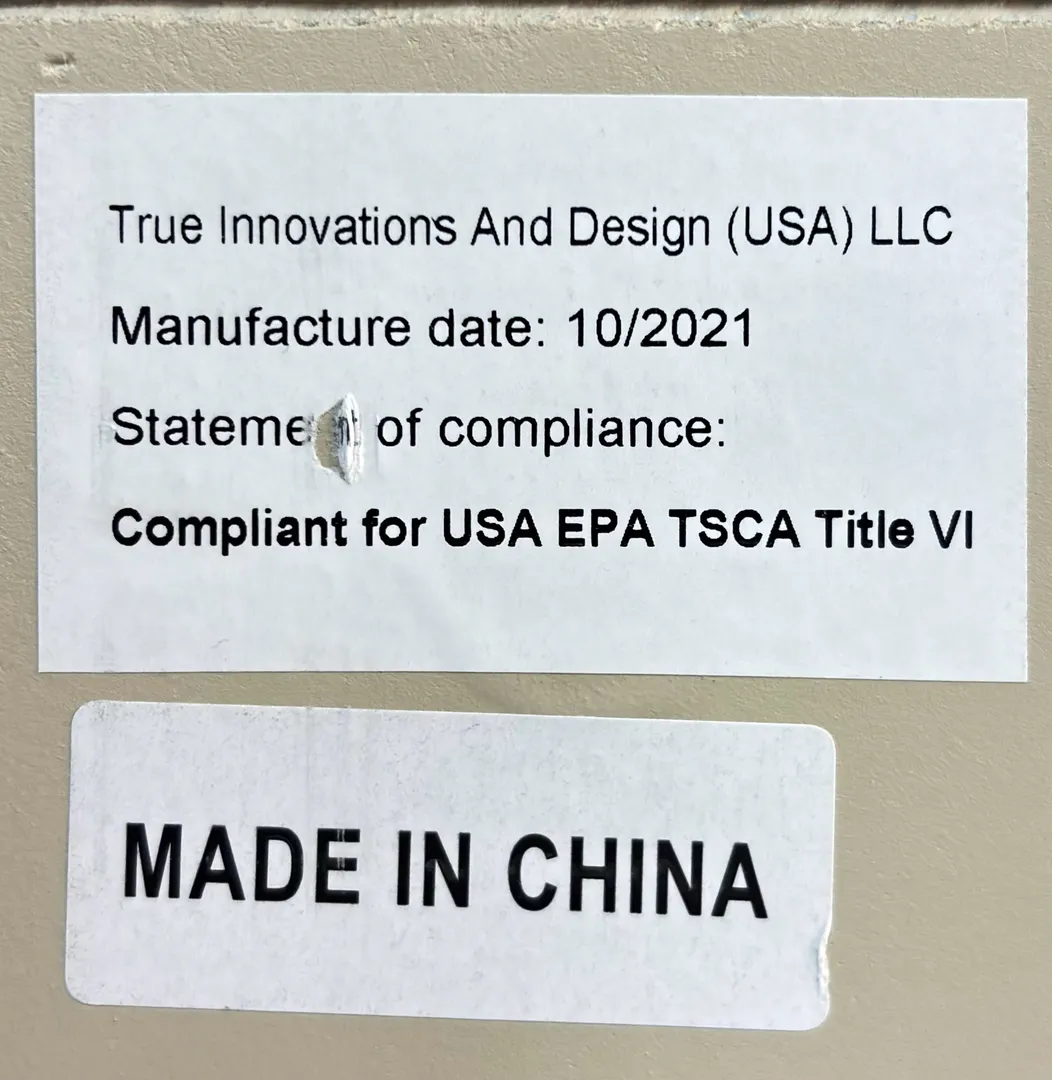 True Innovations And Design (USA) LLC
Manufacture date: 10/2021
Statement of compliance:
Compliant for USA EPA TSCA Title VI
MADE IN CHINA